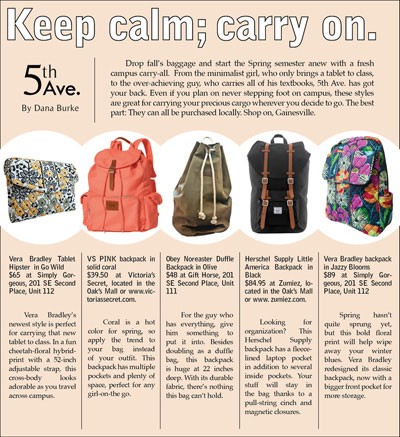 Keep calm; carry on.
5th
Ave.
By Dana Burke
Drop fall's baggage and start the Spring semester anew with a fresh
campus carry-all. From the minimalist girl, who only brings a tablet to class,
to the over-achieving guy, who carries all of his textbooks, 5th Ave. has got
your back. Even if you plan on never stepping foot on campus, these styles
are great for carrying your precious cargo wherever you decide to go. The best
part: They can all be purchased locally. Shop on, Gainesville.
Vera Bradley Tablet
Hipster in Go Wild
$65 at Simply Gor-
geous, 201 SE Second
Place, Unit 112
Vera Bradley's
newest style is perfect
for carrying that new
tablet to class. In a fun
cheetah-floral hybrid-
print with a 52-inch
adjustable strap, this
cross-body looks
adorable as you travel
across campus.
VS PINK backpack in
solid coral
$39.50 at Victoria's
Secret, located in the
Oak's Mall or www.vic-
toriassecret.com.
Coral is a hot
color for spring, so
apply the trend to
your bag instead
of your outfit. This
backpack has multiple
pockets and plenty of
space, perfect for any
girl-on-the go.
Obey Noreaster Duffle
Backpack in Olive
$48 at Gift Horse, 201
SE Second Place, Unit
111
For the guy who
has everything, give
him something to
put it into. Besides
doubling as a duffle
bag, this backpack
is huge at 22 inches
deep. With its durable
fabric, there's nothing
this bag can't hold.
Herschel Supply Little
America Backpack in
Black
$84.95 at Zumiez, lo-
cated in the Oak's Mall
or www. zumiez.com.
Looking for
organization? This
Herschel Supply
backpack has a fleece-
lined laptop pocket
in addition to several
inside pockets. Your
stuff will stay in
the bag thanks to a
pull-string cinch and
magnetic closures.
Vera Bradley backpack
in Jazzy Blooms
$89 at Simply Gor-
geous, 201 SE Second
Place, Unit 112
Spring hasn't
quite sprung yet,
but this bold floral
print will help wipe
away your winter
blues. Vera Bradley
redesigned its classic
backpack, now with a
bigger front pocket for
more storage.